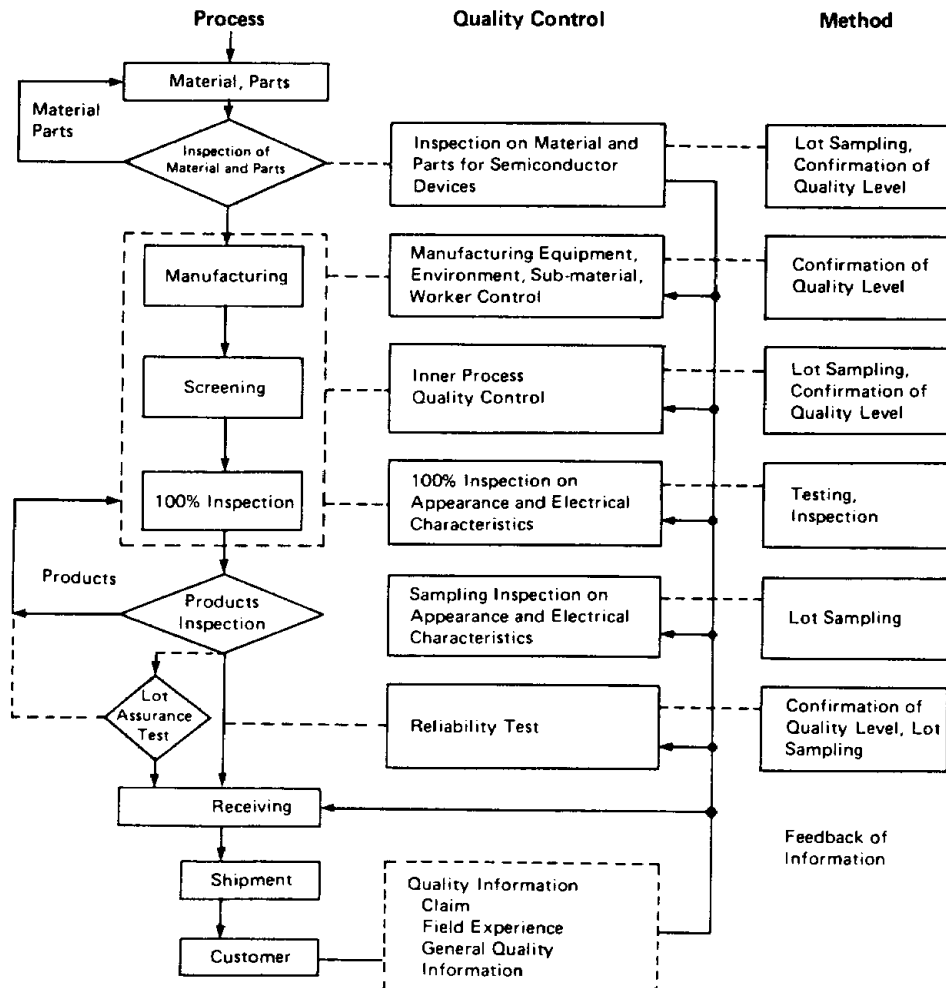 Process
Quality Control
Method
Material, Parts
Material
Parts
Inspection of
Material and Parts
Inspection on Material and
Parts for Semiconductor
Devices
Lot Sampling,
Confirmation of
Quality Level
Manufacturing
Manufacturing Equipment,
Environment, Sub-material,
Worker Control
Confirmation of
Quality Level
Screening
Inner Process
Quality Control
Lot Sampling,
Confirmation of
Quality Level
100% Inspection
100% Inspection on
Appearance and Electrical
Characteristics
Testing,
Inspection
Products
Products
Inspection
Sampling Inspection on
Appearance and Electrical
Characteristics
Lot Sampling
Lot
Assurance
Test
Reliability Test
Confirmation of
Quality Level, Lot
Sampling
Receiving
Feedback of
Information
Shipment
Customer
Quality Information
Claim
Field Experience
General Quality
Information